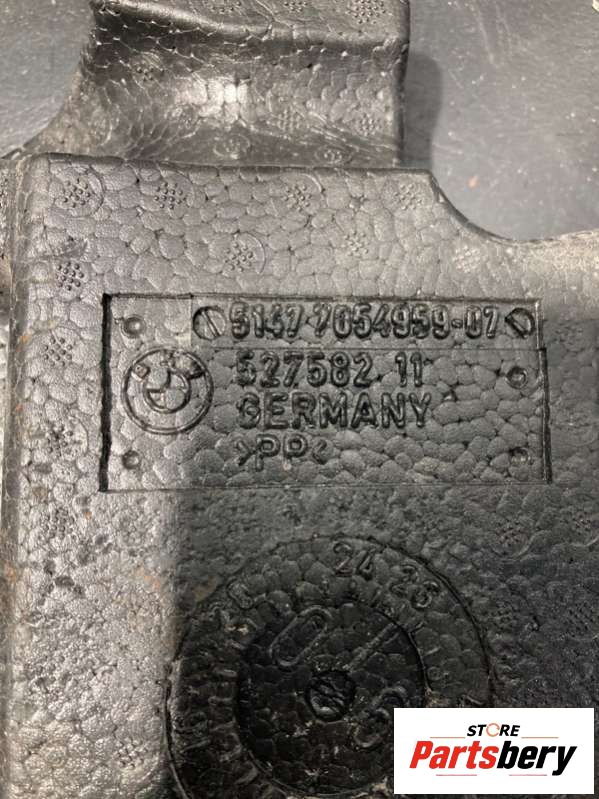 5147 7054959-07
527582 11
GERMANY
>PP<
24 26
STORE
Partsbery